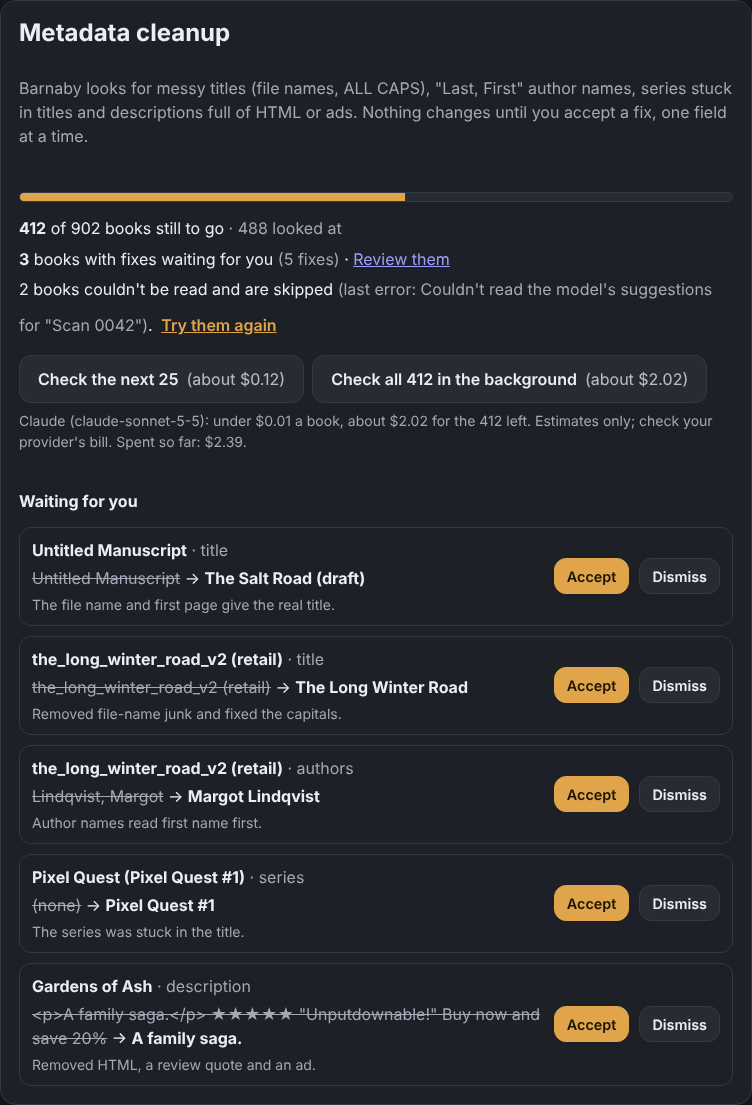 Metadata cleanup
Barnaby looks for messy titles (file names, ALL CAPS), "Last, First" author names, series stuck
in titles and descriptions full of HTML or ads. Nothing changes until you accept a fix, one field
at a time.
412 of 902 books still to go · 488 looked at
3 books with fixes waiting for you (5 fixes) · Review them
2 books couldn't be read and are skipped (last error: Couldn't read the model's suggestions
for "Scan 0042"). Try them again
Check the next 25 (about $0.12) Check all 412 in the background (about $2.02)
Claude (claude-sonnet-5-5): under $0.01 a book, about $2.02 for the 412 left. Estimates only; check your
provider's bill. Spent so far: $2.39.
Waiting for you
Untitled Manuscript · title
Untitled Manuscript → The Salt Road (draft)
The file name and first page give the real title.
Accept Dismiss
the_long_winter_road_v2 (retail) · title
the_long_winter_road_v2 (retail) → The Long Winter Road
Removed file-name junk and fixed the capitals.
Accept Dismiss
the_long_winter_road_v2 (retail) · authors
Lindqvist, Margot → Margot Lindqvist
Author names read first name first.
Accept Dismiss
Pixel Quest (Pixel Quest #1) · series
(none) → Pixel Quest #1
The series was stuck in the title.
Accept Dismiss
Gardens of Ash · description
<p>A family saga.</p> ★★★★★ "Unputdownable!" Buy now and
save 20% → A family saga.
Removed HTML, a review quote and an ad.
Accept Dismiss